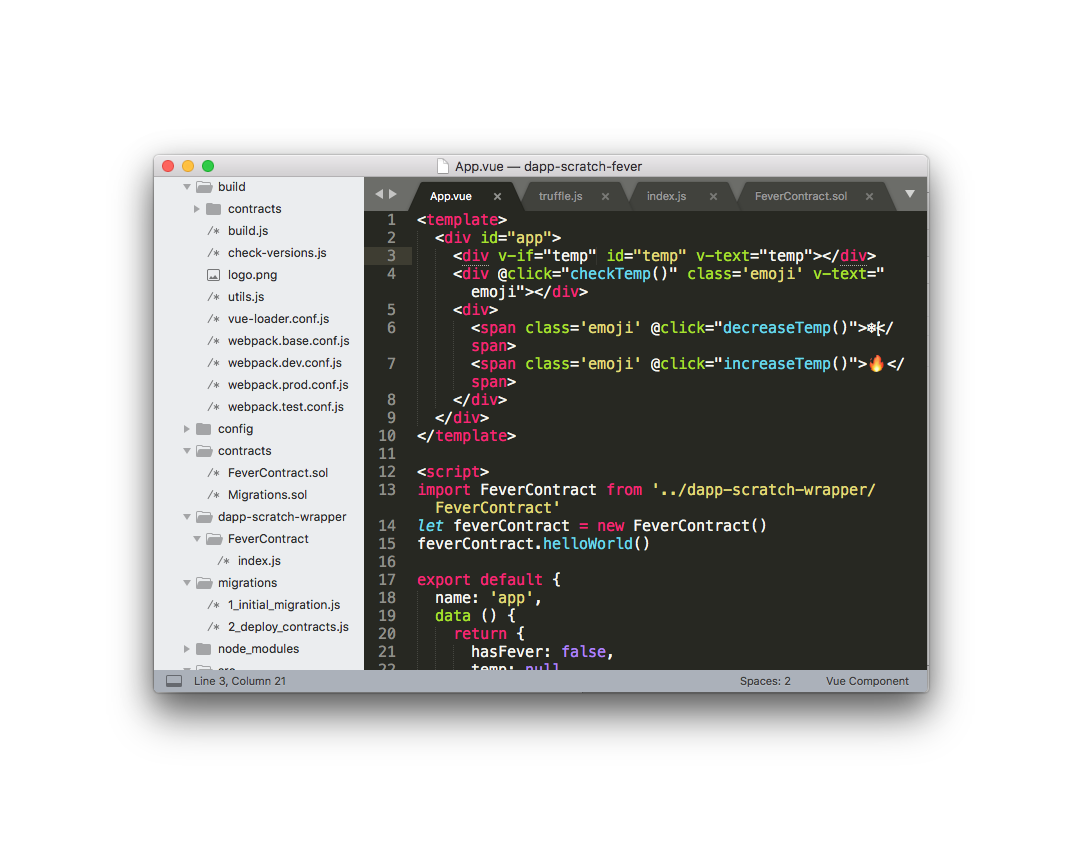 App.vue — dapp-scratch-fever
build
contracts
/* build.js
/* check-versions.js
logo.png
/* utils.js
/* vue-loader.conf.js
/* webpack.base.conf.js
/* webpack.dev.conf.js
/* webpack.prod.conf.js
/* webpack.test.conf.js
config
contracts
/* FeverContract.sol
/* Migrations.sol
dapp-scratch-wrapper
FeverContract
/* index.js
migrations
/* 1_initial_migration.js
/* 2_deploy_contracts.js
node_modules
src
App.vue × truffle.js × index.js × FeverContract.sol ×
1 <template>
2 <div id="app">
3 <div v-if="temp" id="temp" v-text="temp"></div>
4 <div @click="checkTemp()" class='emoji' v-text="
emoji"></div>
5 <div>
6 <span class='emoji' @click="decreaseTemp()">❄️</
span>
7 <span class='emoji' @click="increaseTemp()">🔥</
span>
8 </div>
9 </div>
10 </template>
11
12 <script>
13 import FeverContract from '../dapp-scratch-wrapper/
FeverContract'
14 let feverContract = new FeverContract()
15 feverContract.helloWorld()
16
17 export default {
18 name: 'app',
19 data () {
20 return {
21 hasFever: false,
22 temp: null
Line 3, Column 21
Spaces: 2
Vue Component